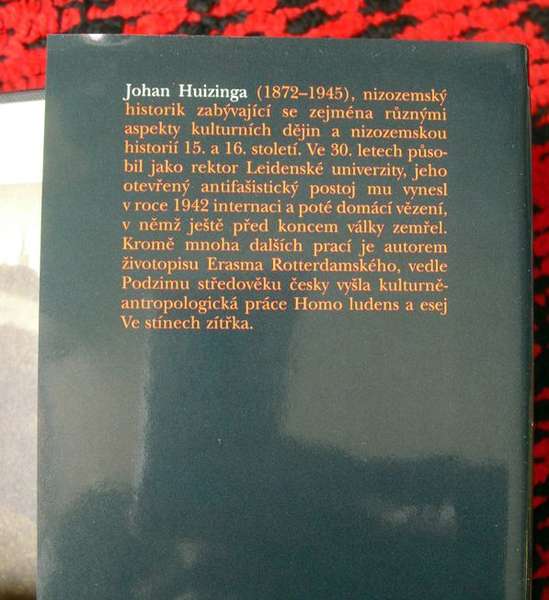 Johan Huizinga (1872–1945), nizozemský
historik zabývající se zejména různými
aspekty kulturních dějin a nizozemskou
historií 15. a 16. století. Ve 30. letech půso-
bil jako rektor Leidenské univerzity, jeho
otevřený antifašistický postoj mu vynesl
v roce 1942 internaci a poté domácí vězení,
v němž ještě před koncem války zemřel.
Kromě mnoha dalších prací je autorem
životopisu Erasma Rotterdamského, vedle
Podzimu středověku česky vyšla kulturně-
antropologická práce Homo ludens a esej
Ve stínech zítřka.